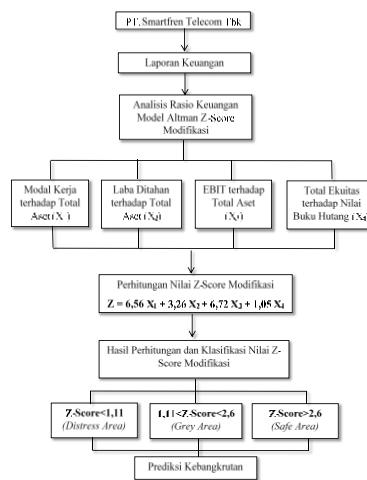 PT. Smartfren Telecom Tbk
Laporan Keuangan
Analisis Rasio Keuangan
Model Altman Z-Score
Modifikasi
Modal Kerja
terhadap Total
Aset (X₁)
Laba Ditahan
terhadap Total
Aset (X₂)
EBIT terhadap
Total Aset
(X₃)
Total Ekuitas
terhadap Nilai
Buku Hutang (X₄)
Perhitungan Nilai Z-Score Modifikasi
Z = 6,56 X₁ + 3,26 X₂ + 6,72 X₃ + 1,05 X₄
Hasil Perhitungan dan Klasifikasi Nilai Z-
Score Modifikasi
Z-Score<1,11
(Distress Area)
1,11<Z-Score<2,6
(Grey Area)
Z-Score>2,6
(Safe Area)
Prediksi Kebangkrutan